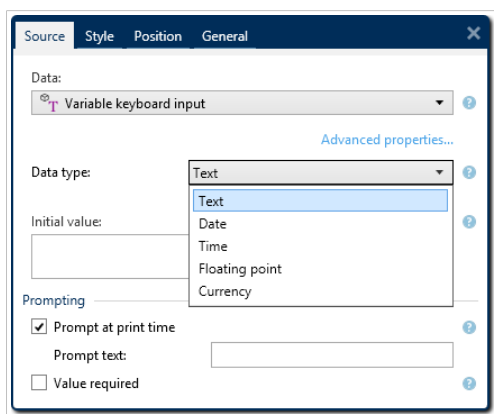 Source Style Position General
Data:
T Variable keyboard input
Advanced properties...
Data type: Text
Text
Date
Time
Floating point
Currency
Initial value:
Prompting
Prompt at print time
Prompt text:
Value required